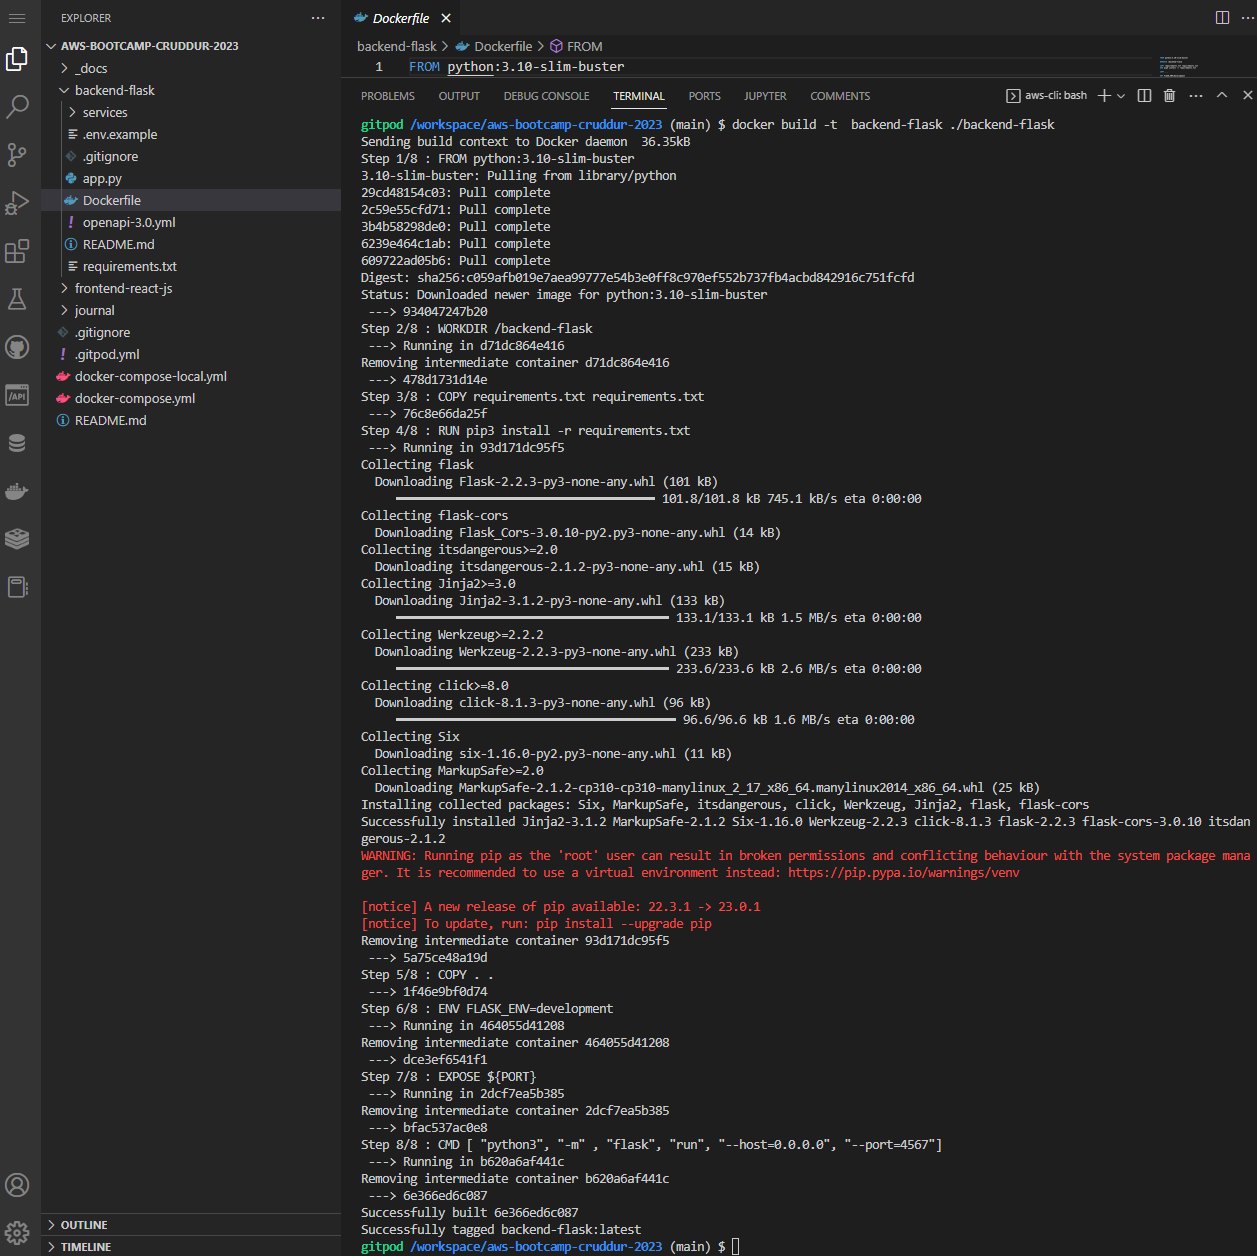 EXPLORER
AWS-BOOTCAMP-CRUDDUR-2023
_docs
backend-flask
services
.env.example
.gitignore
app.py
Dockerfile
openapi-3.0.yml
README.md
requirements.txt
frontend-react-js
journal
.gitignore
.gitpod.yml
docker-compose-local.yml
docker-compose.yml
README.md
OUTLINE
TIMELINE
/API
Dockerfile
backend-flask > Dockerfile > FROM
1 FROM python:3.10-slim-buster
PROBLEMS OUTPUT DEBUG CONSOLE TERMINAL PORTS JUPYTER COMMENTS aws-cli: bash
gitpod /workspace/aws-bootcamp-cruddur-2023 (main) $ docker build -t  backend-flask ./backend-flask
Sending build context to Docker daemon  36.35kB
Step 1/8 : FROM python:3.10-slim-buster
3.10-slim-buster: Pulling from library/python
29cd48154c03: Pull complete
2c59e55cfd71: Pull complete
3b4b58298de0: Pull complete
6239e464c1ab: Pull complete
609722ad05b6: Pull complete
Digest: sha256:c059afb019e7aea99777e54b3e0ff8c970ef552b737fb4acbd842916c751fcfd
Status: Downloaded newer image for python:3.10-slim-buster
 ---> 934047247b20
Step 2/8 : WORKDIR /backend-flask
 ---> Running in d71dc864e416
Removing intermediate container d71dc864e416
 ---> 478d1731d14e
Step 3/8 : COPY requirements.txt requirements.txt
 ---> 76c8e66da25f
Step 4/8 : RUN pip3 install -r requirements.txt
 ---> Running in 93d171dc95f5
Collecting flask
  Downloading Flask-2.2.3-py3-none-any.whl (101 kB)
101.8/101.8 kB 745.1 kB/s eta 0:00:00
Collecting flask-cors
  Downloading Flask_Cors-3.0.10-py2.py3-none-any.whl (14 kB)
Collecting itsdangerous>=2.0
  Downloading itsdangerous-2.1.2-py3-none-any.whl (15 kB)
Collecting Jinja2>=3.0
  Downloading Jinja2-3.1.2-py3-none-any.whl (133 kB)
133.1/133.1 kB 1.5 MB/s eta 0:00:00
Collecting Werkzeug>=2.2.2
  Downloading Werkzeug-2.2.3-py3-none-any.whl (233 kB)
233.6/233.6 kB 2.6 MB/s eta 0:00:00
Collecting click>=8.0
  Downloading click-8.1.3-py3-none-any.whl (96 kB)
96.6/96.6 kB 1.6 MB/s eta 0:00:00
Collecting Six
  Downloading six-1.16.0-py2.py3-none-any.whl (11 kB)
Collecting MarkupSafe>=2.0
  Downloading MarkupSafe-2.1.2-cp310-cp310-manylinux_2_17_x86_64.manylinux2014_x86_64.whl (25 kB)
Installing collected packages: Six, MarkupSafe, itsdangerous, click, Werkzeug, Jinja2, flask, flask-cors
Successfully installed Jinja2-3.1.2 MarkupSafe-2.1.2 Six-1.16.0 Werkzeug-2.2.3 click-8.1.3 flask-2.2.3 flask-cors-3.0.10 itsdan
gerous-2.1.2
WARNING: Running pip as the 'root' user can result in broken permissions and conflicting behaviour with the system package mana
ger. It is recommended to use a virtual environment instead: https://pip.pypa.io/warnings/venv
[notice] A new release of pip available: 22.3.1 -> 23.0.1
[notice] To update, run: pip install --upgrade pip
Removing intermediate container 93d171dc95f5
 ---> 5a75ce48a19d
Step 5/8 : COPY . .
 ---> 1f46e9bf0d74
Step 6/8 : ENV FLASK_ENV=development
 ---> Running in 464055d41208
Removing intermediate container 464055d41208
 ---> dce3ef6541f1
Step 7/8 : EXPOSE ${PORT}
 ---> Running in 2dcf7ea5b385
Removing intermediate container 2dcf7ea5b385
 ---> bfac537ac0e8
Step 8/8 : CMD [ "python3", "-m" , "flask", "run", "--host=0.0.0.0", "--port=4567"]
 ---> Running in b620a6af441c
Removing intermediate container b620a6af441c
 ---> 6e366ed6c087
Successfully built 6e366ed6c087
Successfully tagged backend-flask:latest
gitpod /workspace/aws-bootcamp-cruddur-2023 (main) $